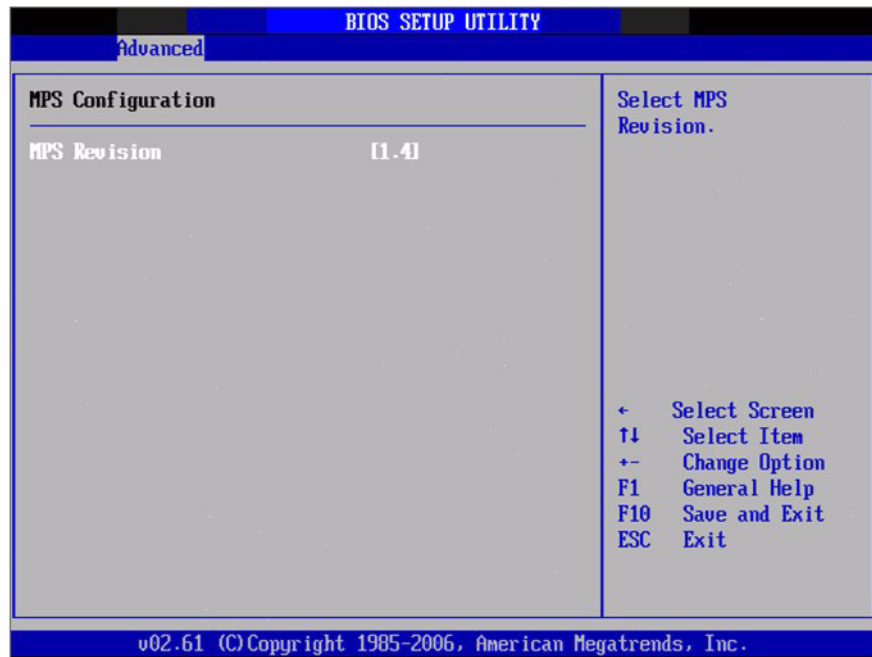 BIOS SETUP UTILITY
Advanced
MPS Configuration
MPS Revision [1.4]
Select MPS
Revision.
← Select Screen
↑↓ Select Item
+- Change Option
F1 General Help
F10 Save and Exit
ESC Exit
v02.61 (C)Copyright 1985-2006, American Megatrends, Inc.